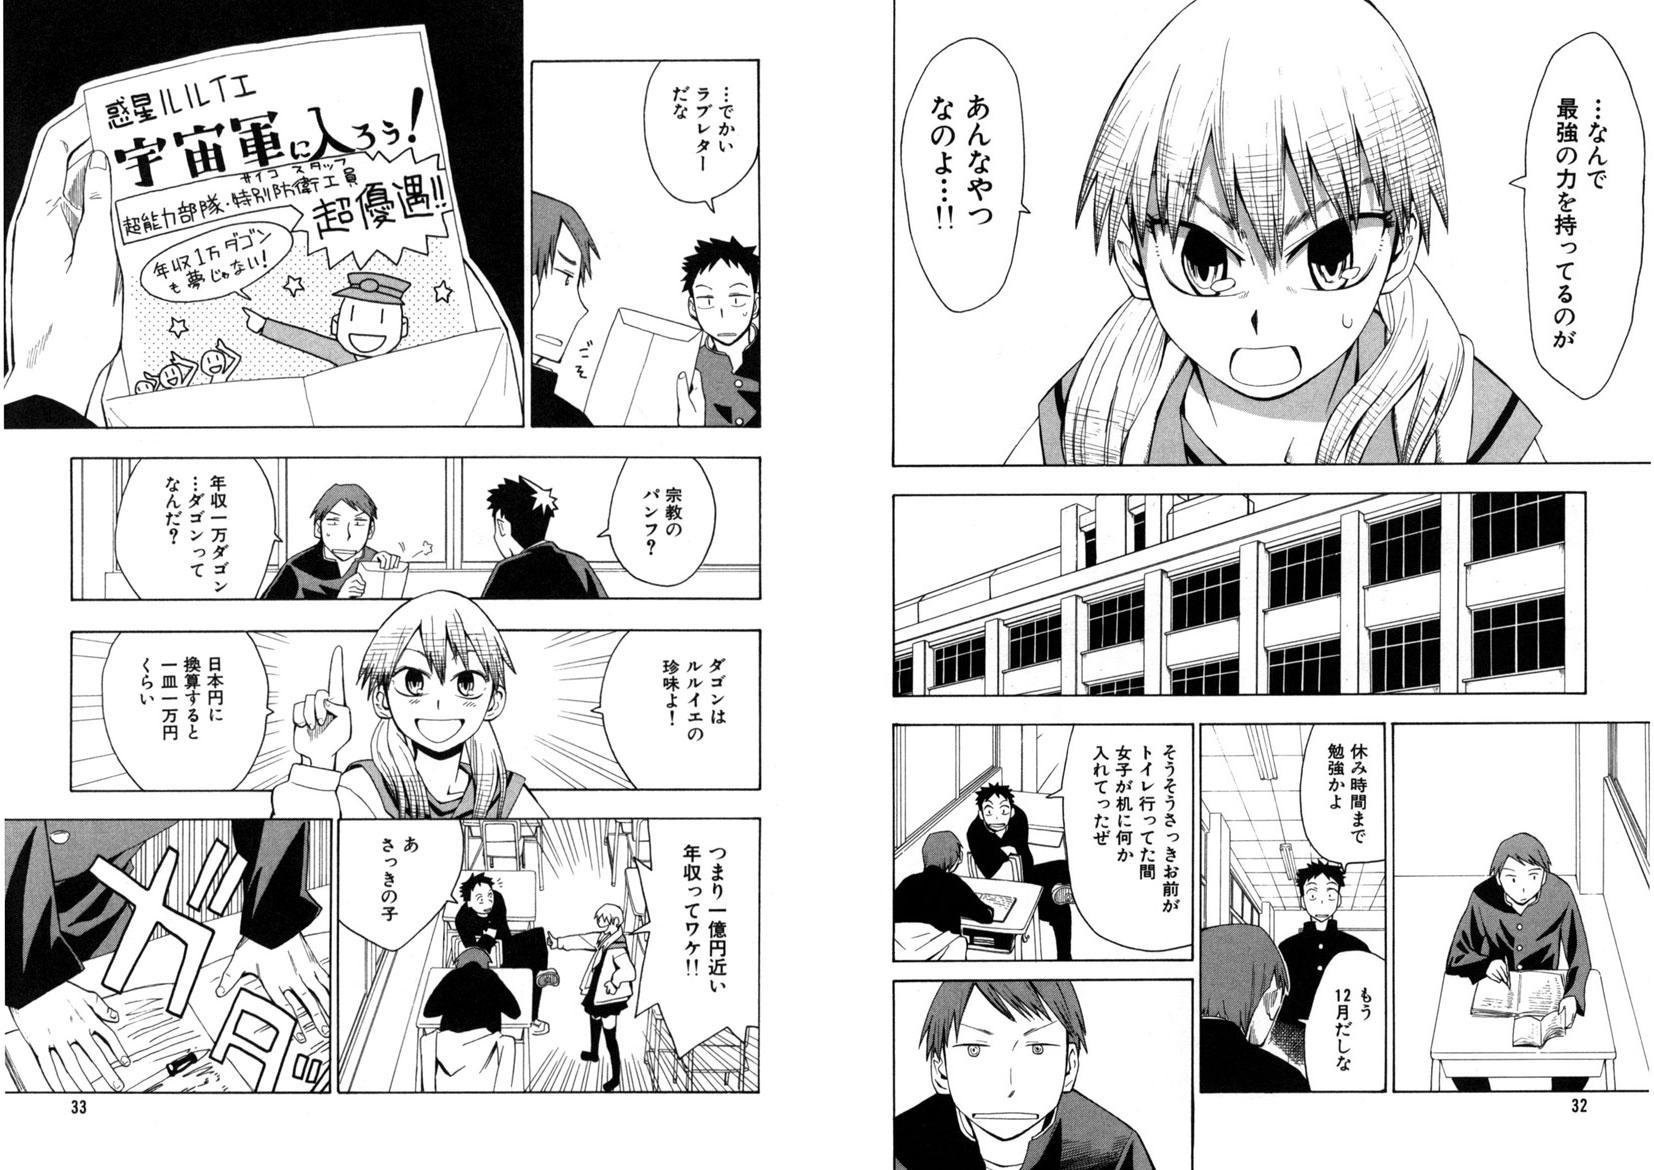 …なんで
最強の力を持ってるのが
あんなやつ
なのよ…!!
休み時間まで
勉強かよ
もう
12月だしな
そうそうさっきお前が
トイレ行ってた間
女子が机に何か
入れてったぜ
32
…でかい
ラブレター
だな
ごそ
惑星ルルイエ
宇宙軍に入ろう!
サイコ スタッフ
超能力部隊・特別防衛工員
超優遇!!
年収1万ダゴン
も夢じゃない!
宗教の
パンフ?
年収一万ダゴン
…ダゴンって
なんだ?
ダゴンは
ルルイエの
珍味よ!
日本円に
換算すると
一皿一万円
くらい
つまり一億円近い
年収ってワケ!!
あ
さっきの子
ガタッ
33